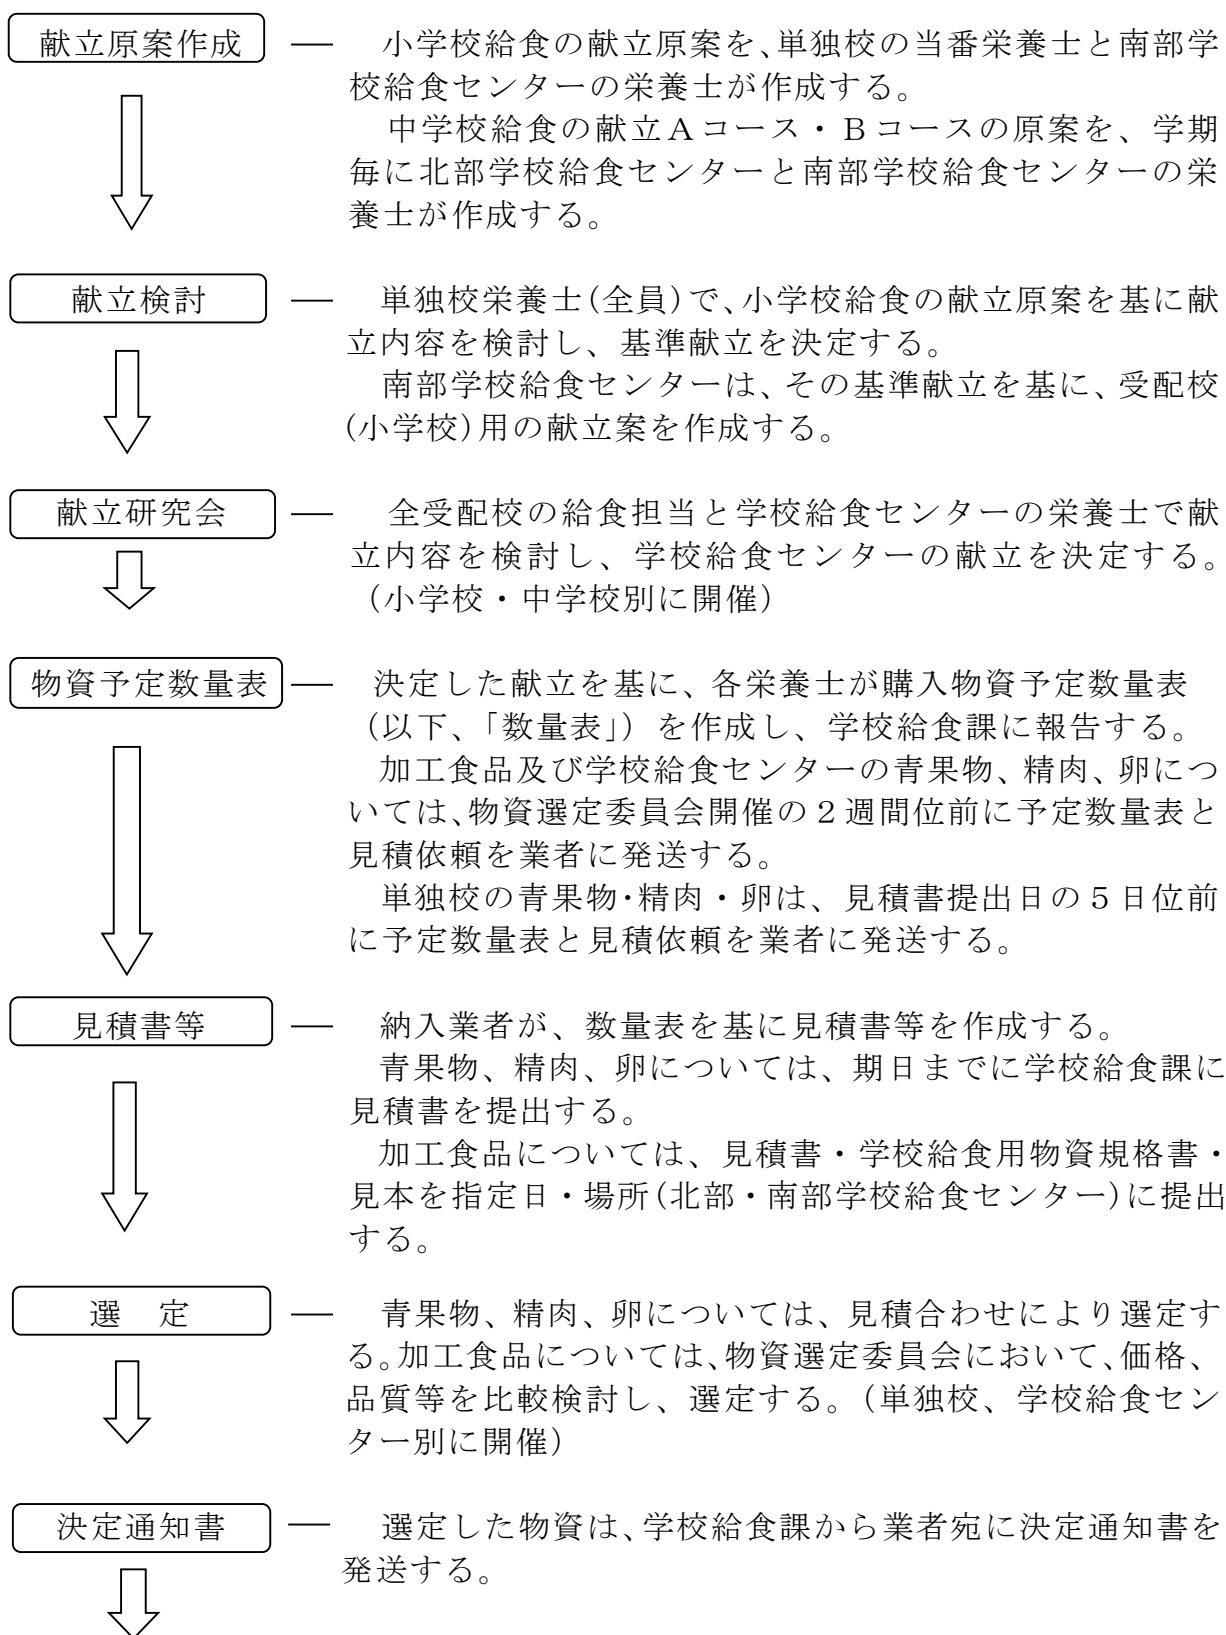 献立原案作成 ― 小学校給食の献立原案を、単独校の当番栄養士と南部学
校給食センターの栄養士が作成する。
中学校給食の献立Ａコース・Ｂコースの原案を、学期
毎に北部学校給食センターと南部学校給食センターの栄
養士が作成する。
献立検討 ― 単独校栄養士(全員)で、小学校給食の献立原案を基に献
立内容を検討し、基準献立を決定する。
南部学校給食センターは、その基準献立を基に、受配校
(小学校)用の献立案を作成する。
献立研究会 ― 全受配校の給食担当と学校給食センターの栄養士で献
立内容を検討し、学校給食センターの献立を決定する。
（小学校・中学校別に開催）
物資予定数量表 ― 決定した献立を基に、各栄養士が購入物資予定数量表
（以下、「数量表」）を作成し、学校給食課に報告する。
加工食品及び学校給食センターの青果物、精肉、卵につ
いては、物資選定委員会開催の２週間位前に予定数量表と
見積依頼を業者に発送する。
単独校の青果物・精肉・卵は、見積書提出日の５日位前
に予定数量表と見積依頼を業者に発送する。
見積書等 ― 納入業者が、数量表を基に見積書等を作成する。
青果物、精肉、卵については、期日までに学校給食課に
見積書を提出する。
加工食品については、見積書・学校給食用物資規格書・
見本を指定日・場所(北部・南部学校給食センター)に提出
する。
選　定 ― 青果物、精肉、卵については、見積合わせにより選定す
る。加工食品については、物資選定委員会において、価格、
品質等を比較検討し、選定する。（単独校、学校給食セン
ター別に開催）
決定通知書 ― 選定した物資は、学校給食課から業者宛に決定通知書を
発送する。